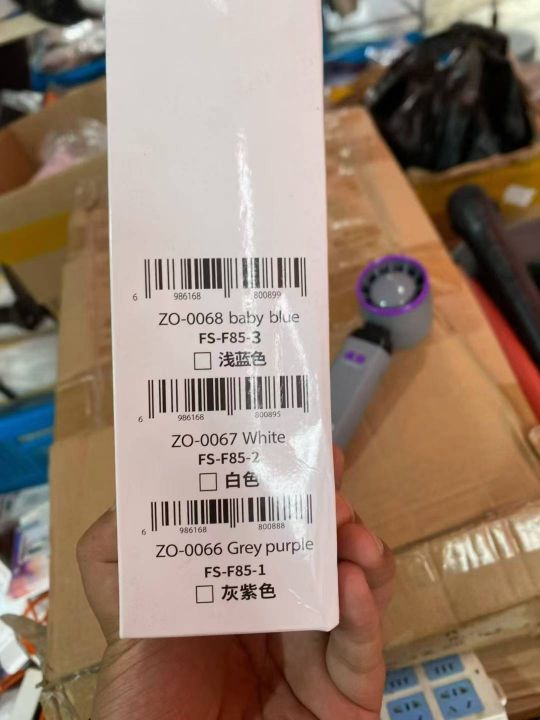 6 986168 800899
ZO-0068 baby blue
FS-F85-3
浅蓝色
6 986168 800895
ZO-0067 White
FS-F85-2
白色
6 986168 800888
ZO-0066 Grey purple
FS-F85-1
灰紫色